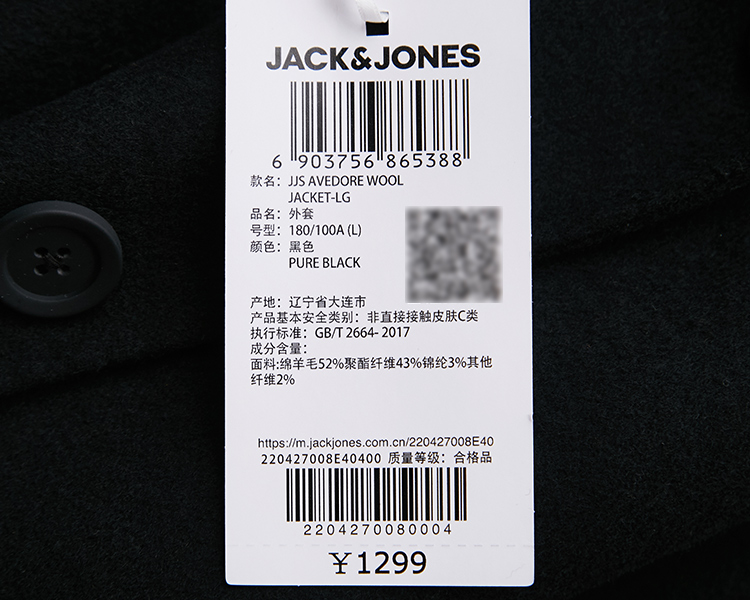 JACK&JONES
6 903756 865388
款名：JJS AVEDORE WOOL
JACKET-LG
品名：外套
号型：180/100A (L)
颜色：黑色
PURE BLACK
产地：辽宁省大连市
产品基本安全类别：非直接接触皮肤C类
执行标准：GB/T 2664- 2017
成分含量：
面料:绵羊毛52%聚酯纤维43%锦纶3%其他
纤维2%
https://m.jackjones.com.cn/220427008E40
220427008E40400 质量等级：合格品
2204270080004
￥1299